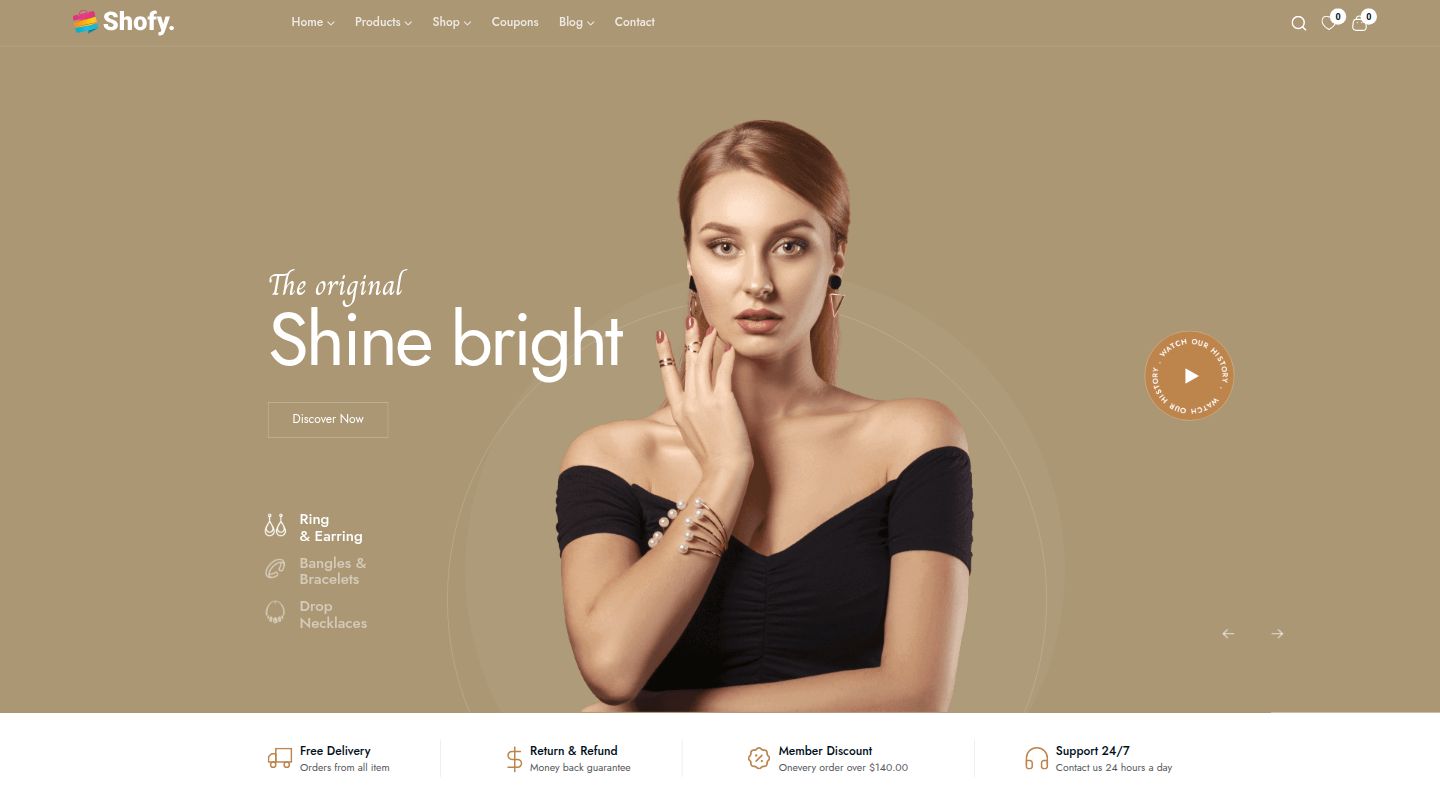 Shofy.
Home
Products
Shop
Coupons
Blog
Contact
0
0
The original
Shine bright
Discover Now
WATCH OUR HISTORY · WATCH OUR HISTORY ·
Ring
& Earring
Bangles &
Bracelets
Drop
Necklaces
Free Delivery
Orders from all item
Return & Refund
Money back guarantee
Member Discount
Onevery order over $140.00
Support 24/7
Contact us 24 hours a day